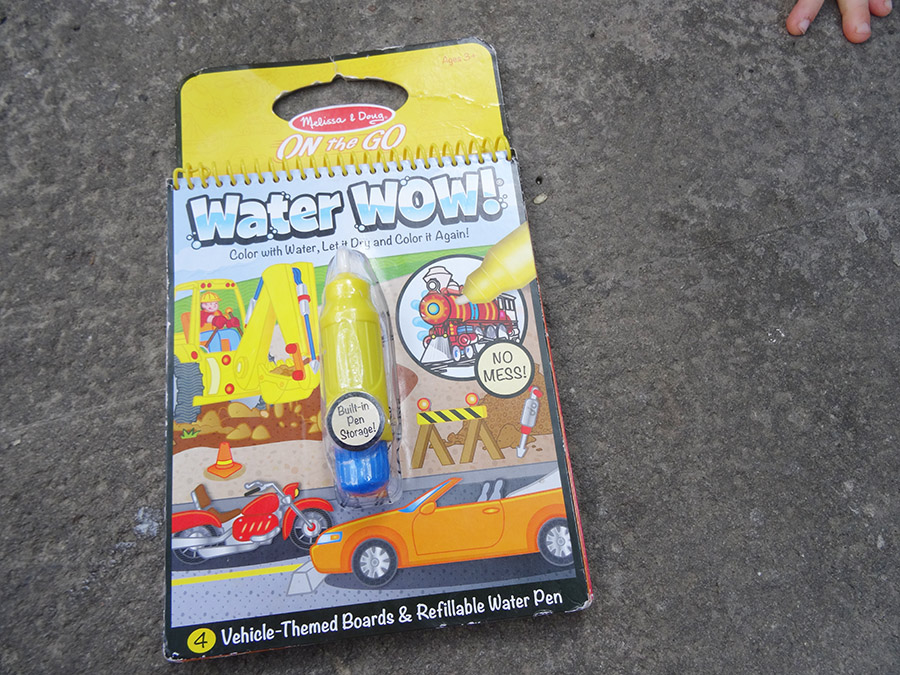 Ages 3+
Melissa & Doug
ON the GO
Water WOW!
Color with Water, Let it Dry and Color it Again!
NO
MESS!
Built-in
Pen
Storage!
4 Vehicle-Themed Boards & Refillable Water Pen